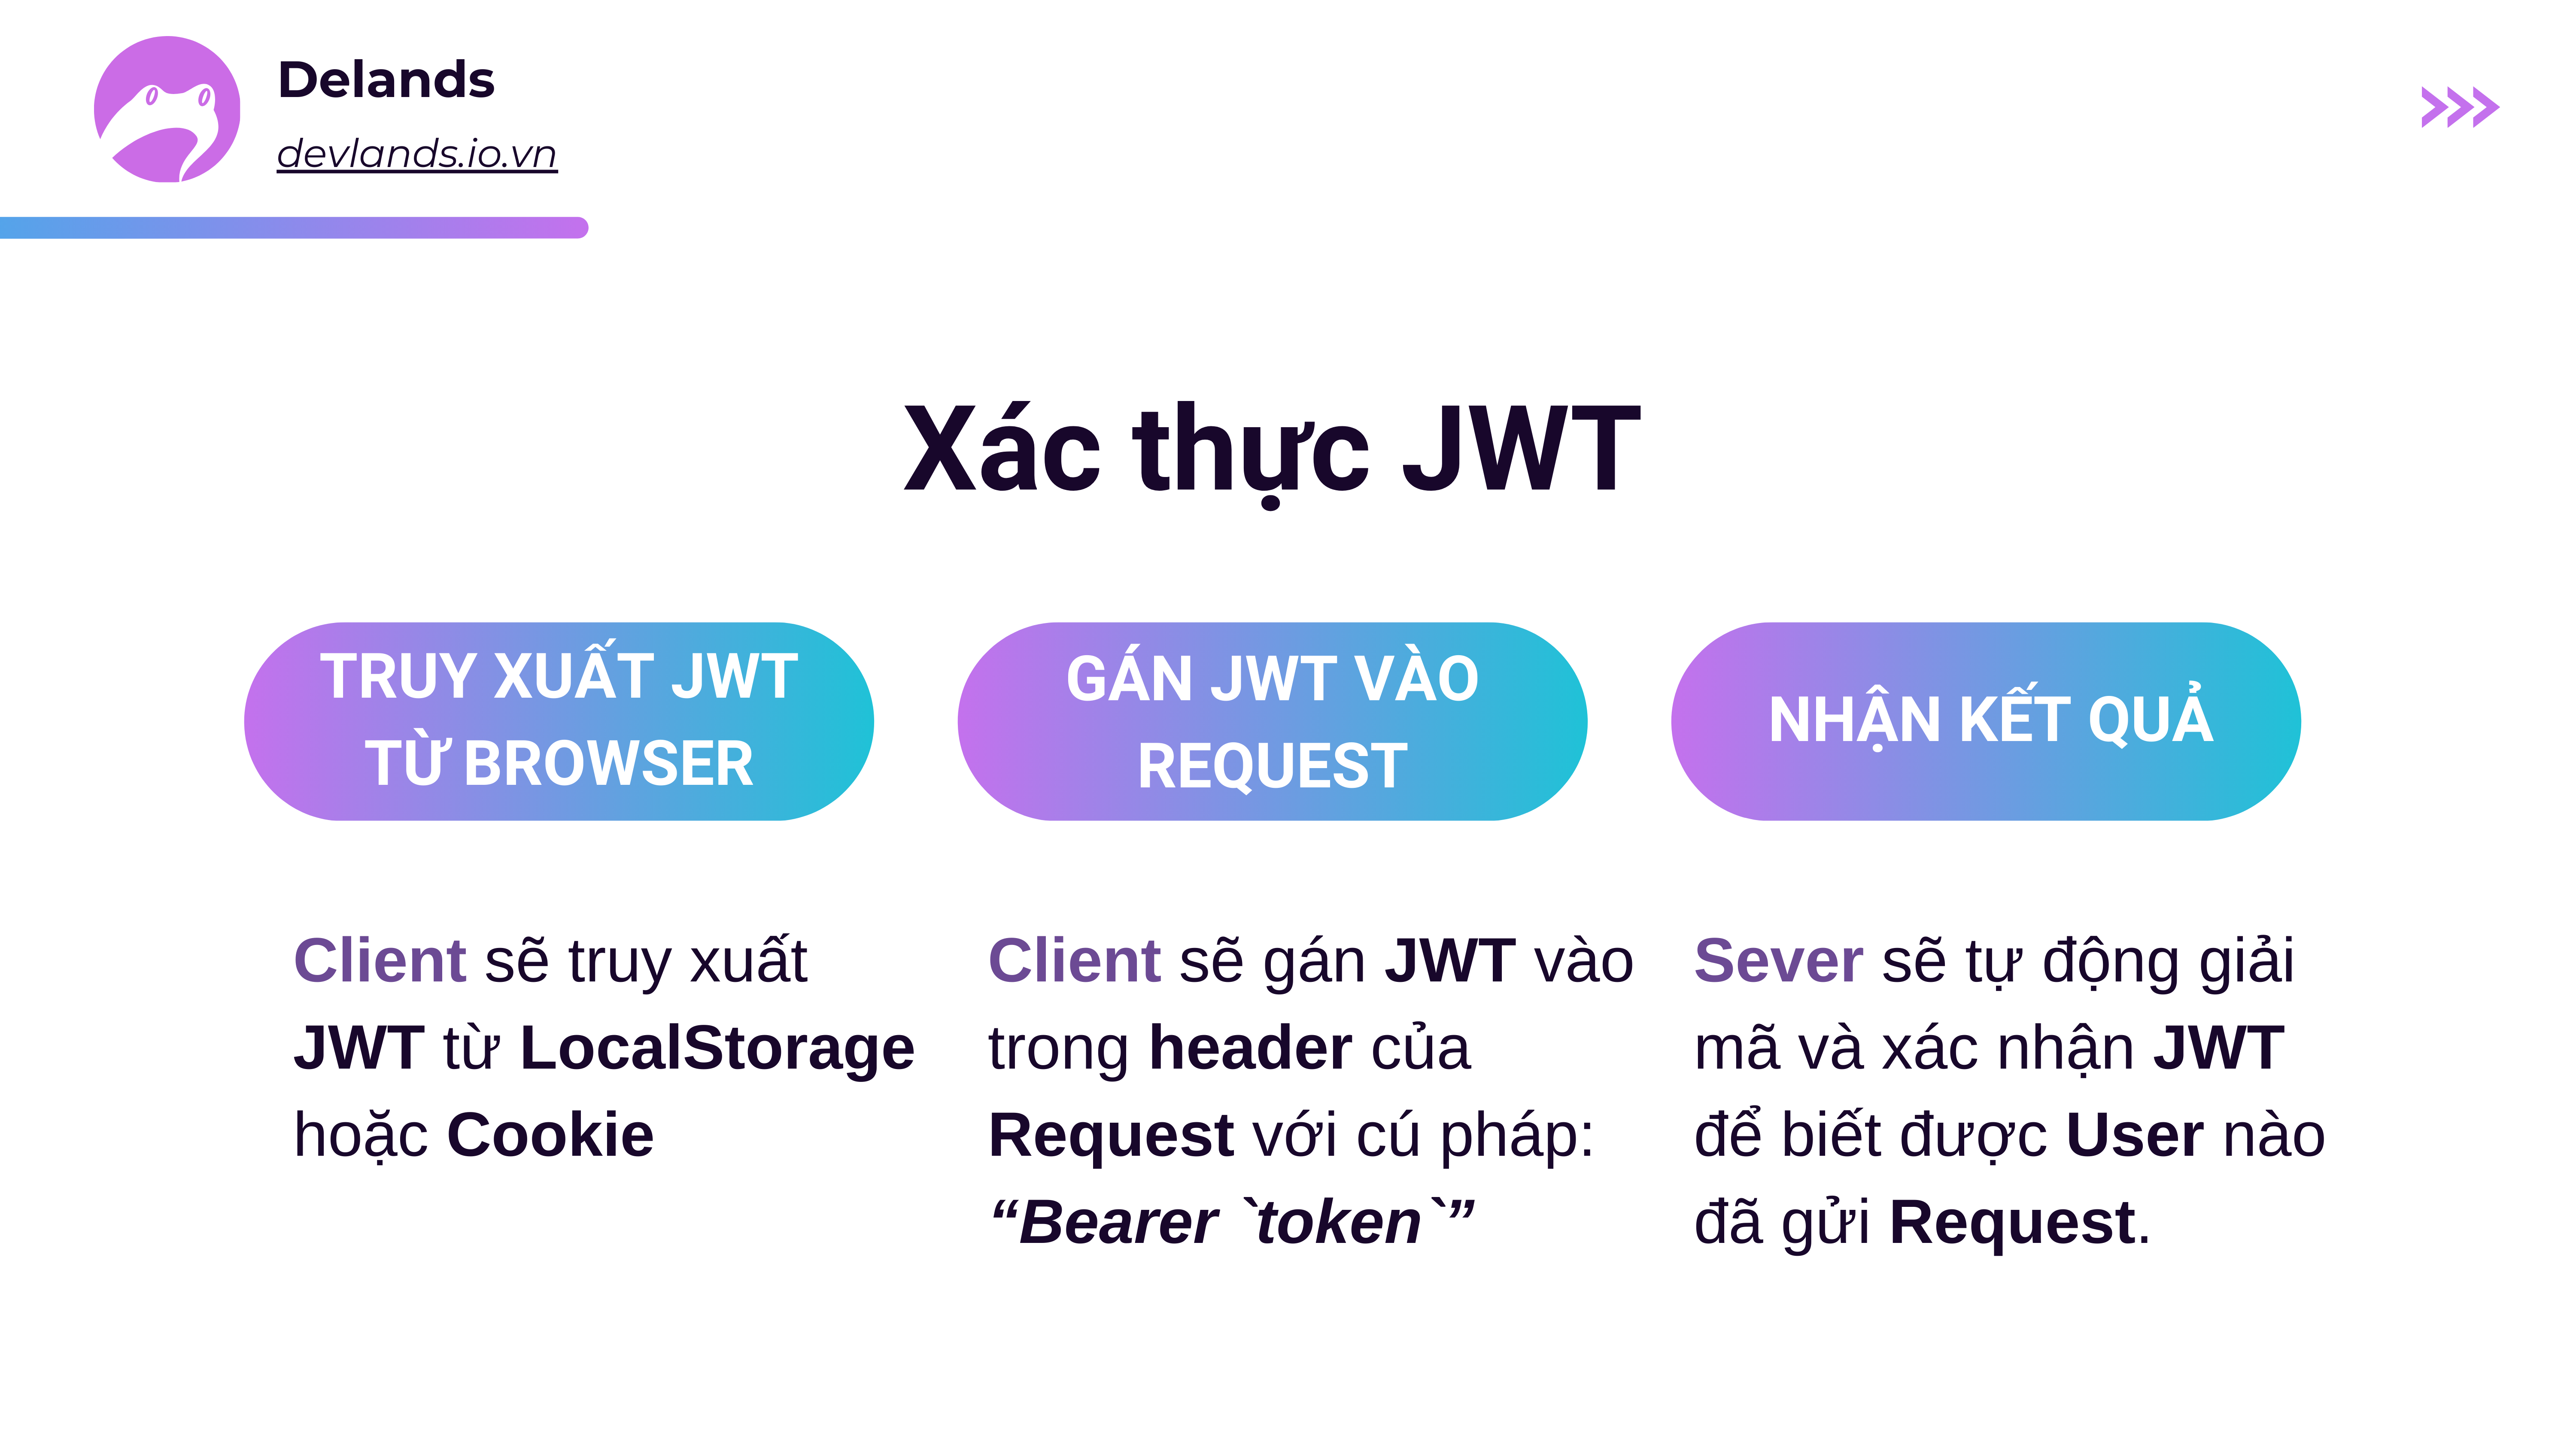 Delands
devlands.io.vn
Xác thực JWT
TRUY XUẤT JWT
TỪ BROWSER
Client sẽ truy xuất
JWT từ LocalStorage
hoặc Cookie
GÁN JWT VÀO
REQUEST
Client sẽ gán JWT vào
trong header của
Request với cú pháp:
“Bearer `token`”
NHẬN KẾT QUẢ
Sever sẽ tự động giải
mã và xác nhận JWT
để biết được User nào
đã gửi Request.